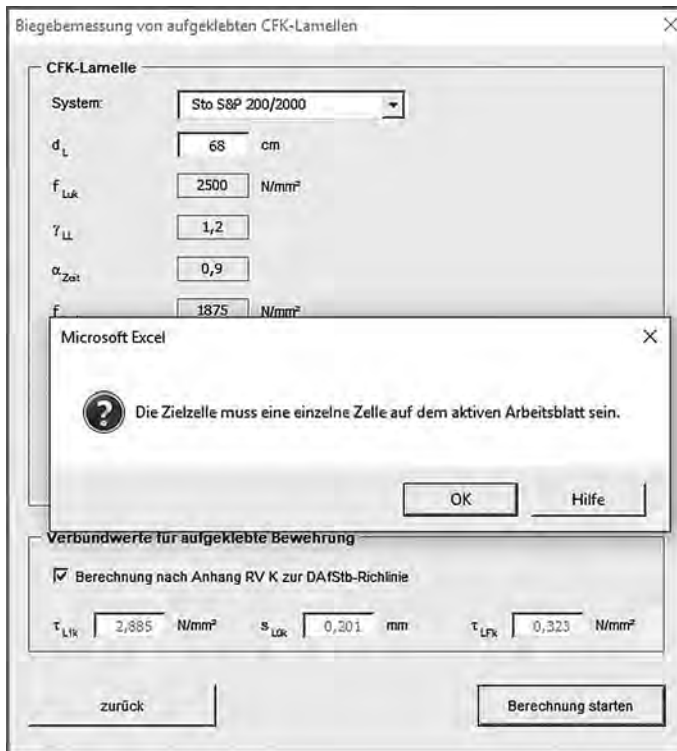 Biegebemessung von aufgeklebten CFK-Lamellen
CFK-Lamelle
System: Sto S&P 200/2000
d L 68 cm
f Luk 2500 N/mm²
γ LL 1,2
α Zeit 0,9
f 1875 N/mm²
Microsoft Excel
Die Zielzelle muss eine einzelne Zelle auf dem aktiven Arbeitsblatt sein.
OK Hilfe
Verbundwerte für aufgeklebte Bewehrung
Berechnung nach Anhang RV K zur DAfStb-Richlinie
τ L1k 2,885 N/mm² s L0k 0,201 mm τ LFk 0,323 N/mm²
zurück Berechnung starten